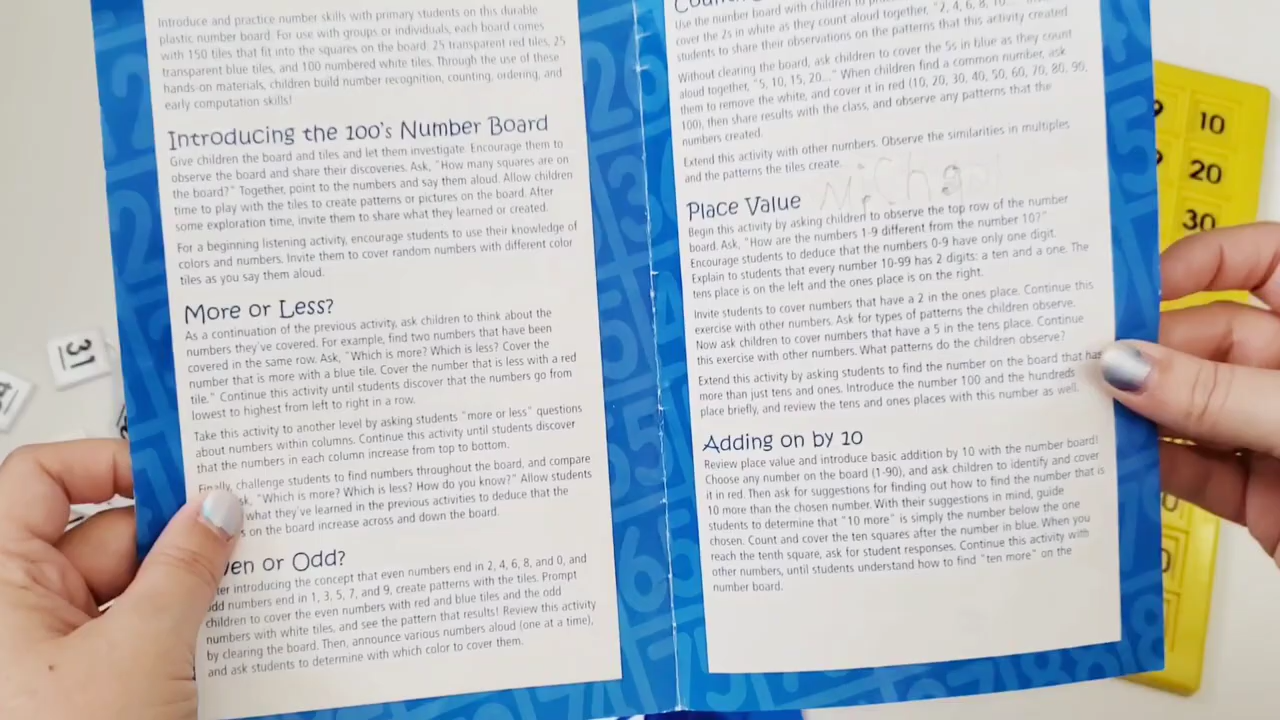 Introduce and practice number skills with primary students on this durable
plastic number board. For use with groups or individuals, each board comes
with 150 tiles that fit into the squares on the board: 25 transparent red tiles, 25
transparent blue tiles, and 100 numbered white tiles. Through the use of these
hands-on materials, children build number recognition, counting, ordering, and
early computation skills!
Introducing the 100's Number Board
Give children the board and tiles and let them investigate. Encourage them to
observe the board and share their discoveries. Ask, "How many squares are on
the board?" Together, point to the numbers and say them aloud. Allow children
time to play with the tiles to create patterns or pictures on the board. After
some exploration time, invite them to share what they learned or created.
For a beginning listening activity, encourage students to use their knowledge of
colors and numbers. Invite them to cover random numbers with different color
tiles as you say them aloud.
More or Less?
As a continuation of the previous activity, ask children to think about the
numbers they've covered. For example, find two numbers that have been
covered in the same row. Ask, "Which is more? Which is less? Cover the
number that is more with a blue tile. Cover the number that is less with a red
tile." Continue this activity until students discover that the numbers go from
lowest to highest from left to right in a row.
Take this activity to another level by asking students "more or less" questions
about numbers within columns. Continue this activity until students discover
that the numbers in each column increase from top to bottom.
Finally, challenge students to find numbers throughout the board, and compare
"Which is more? Which is less? How do you know?" Allow students
what they've learned in the previous activities to deduce that the
on the board increase across and down the board.
en or Odd?
ter introducing the concept that even numbers end in 2, 4, 6, 8, and 0, and
dd numbers end in 1, 3, 5, 7, and 9, create patterns with the tiles. Prompt
children to cover the even numbers with red and blue tiles and the odd
numbers with white tiles, and see the pattern that results! Review this activity
by clearing the board. Then, announce various numbers aloud (one at a time),
and ask students to determine with which color to cover them.
Use the number board with children to
cover the 2s in white as they count aloud together, "2, 4, 6, 8, 10...
students to share their observations on the patterns that this activity created
Without clearing the board, ask children to cover the 5s in blue as they count
aloud together, "5, 10, 15, 20..." When children find a common number, ask
them to remove the white, and cover it in red (10, 20, 30, 40, 50, 60, 70, 80, 90,
100), then share results with the class, and observe any patterns that the
numbers created.
Extend this activity with other numbers. Observe the similarities in multiples
and the patterns the tiles create.
Michael
Place Value
Begin this activity by asking children to observe the top row of the number
board. Ask, "How are the numbers 1-9 different from the number 10?"
Encourage students to deduce that the numbers 0-9 have only one digit.
Explain to students that every number 10-99 has 2 digits: a ten and a one. The
tens place is on the left and the ones place is on the right.
Invite students to cover numbers that have a 2 in the ones place. Continue this
exercise with other numbers. Ask for types of patterns the children observe.
Now ask children to cover numbers that have a 5 in the tens place. Continue
this exercise with other numbers. What patterns do the children observe?
Extend this activity by asking students to find the number on the board that has
more than just tens and ones. Introduce the number 100 and the hundreds
place briefly, and review the tens and ones places with this number as well.
Adding on by 10
Review place value and introduce basic addition by 10 with the number board!
Choose any number on the board (1-90), and ask children to identify and cover
it in red. Then ask for suggestions for finding out how to find the number that is
10 more than the chosen number. With their suggestions in mind, guide
students to determine that "10 more" is simply the number below the one
chosen. Count and cover the ten squares after the number in blue. When you
reach the tenth square, ask for student responses. Continue this activity with
other numbers, until students understand how to find "ten more" on the
number board.
10
20
30
31